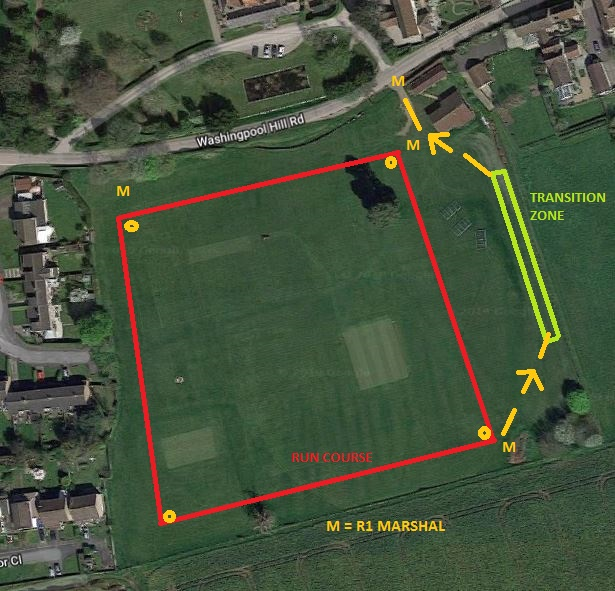 M
Washingpool Hill Rd
M
M
TRANSITION
ZONE
M
RUN COURSE
M = R1 MARSHAL
or Cl